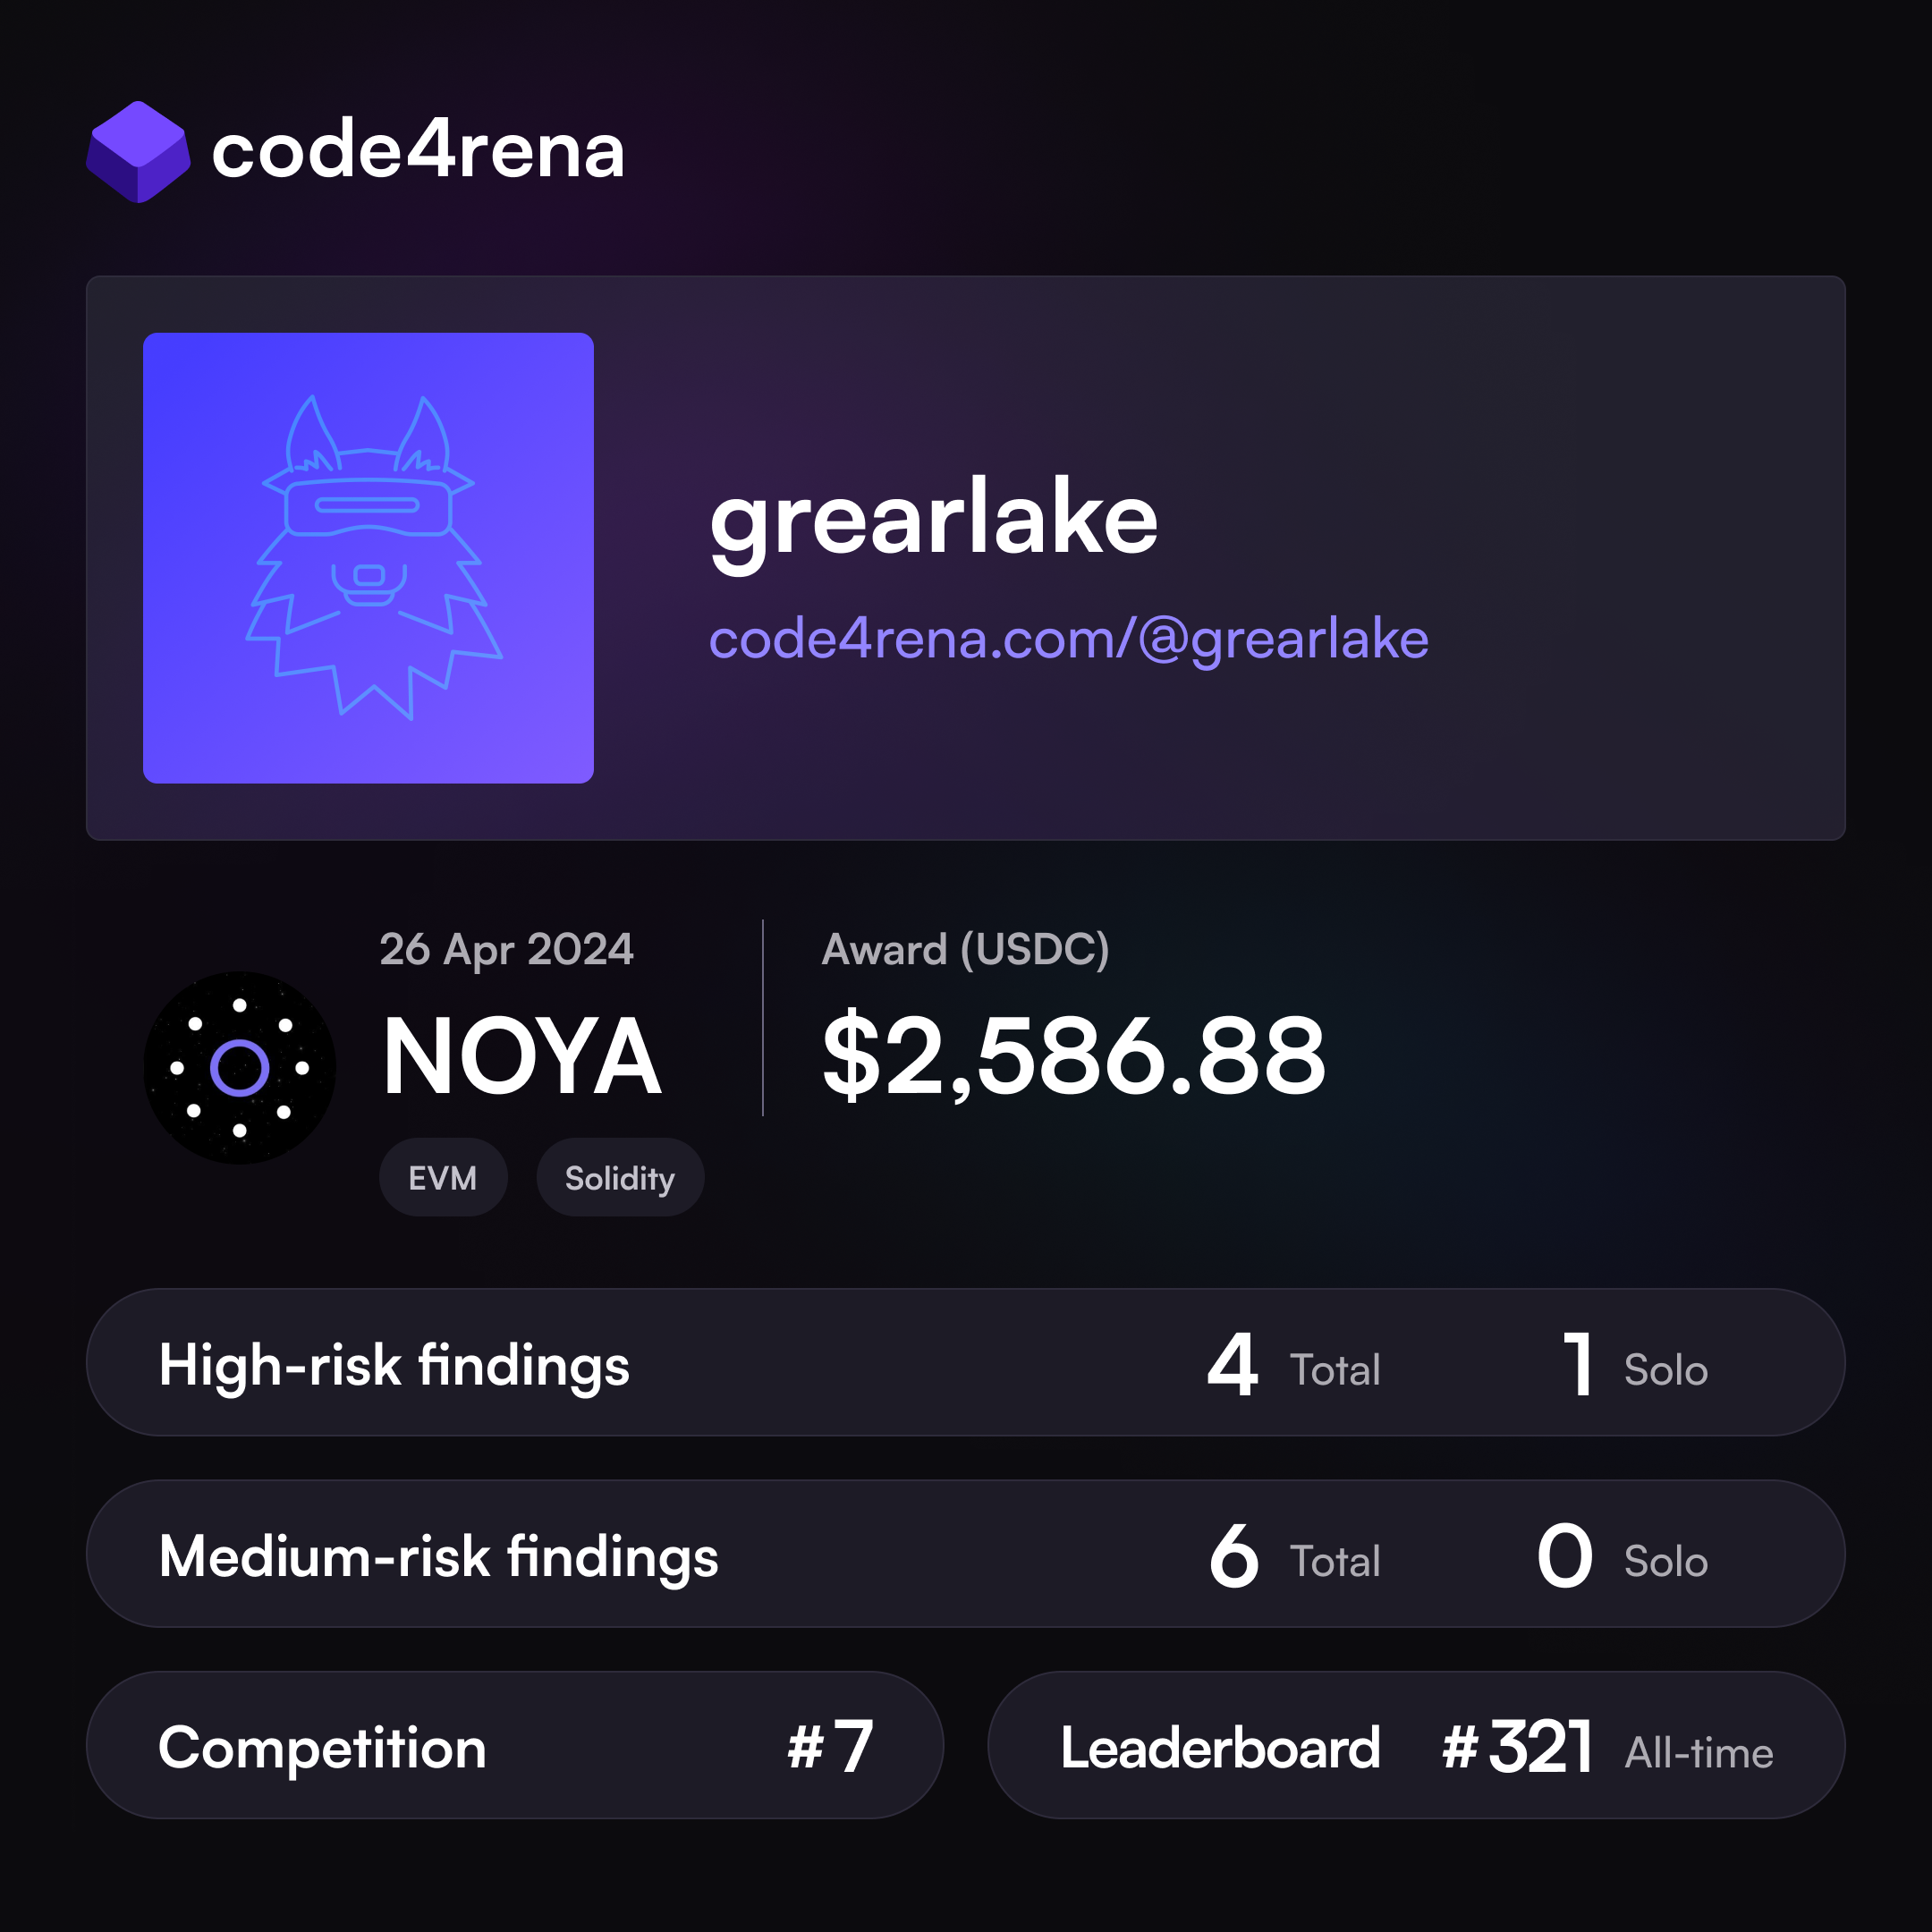 code4rena
grearlake
code4rena.com/@grearlake
26 Apr 2024
NOYA
EVM Solidity
Award (USDC)
$2,586.88
High-risk findings 4 Total 1 Solo
Medium-risk findings 6 Total 0 Solo
Competition #7
Leaderboard #321 All-time